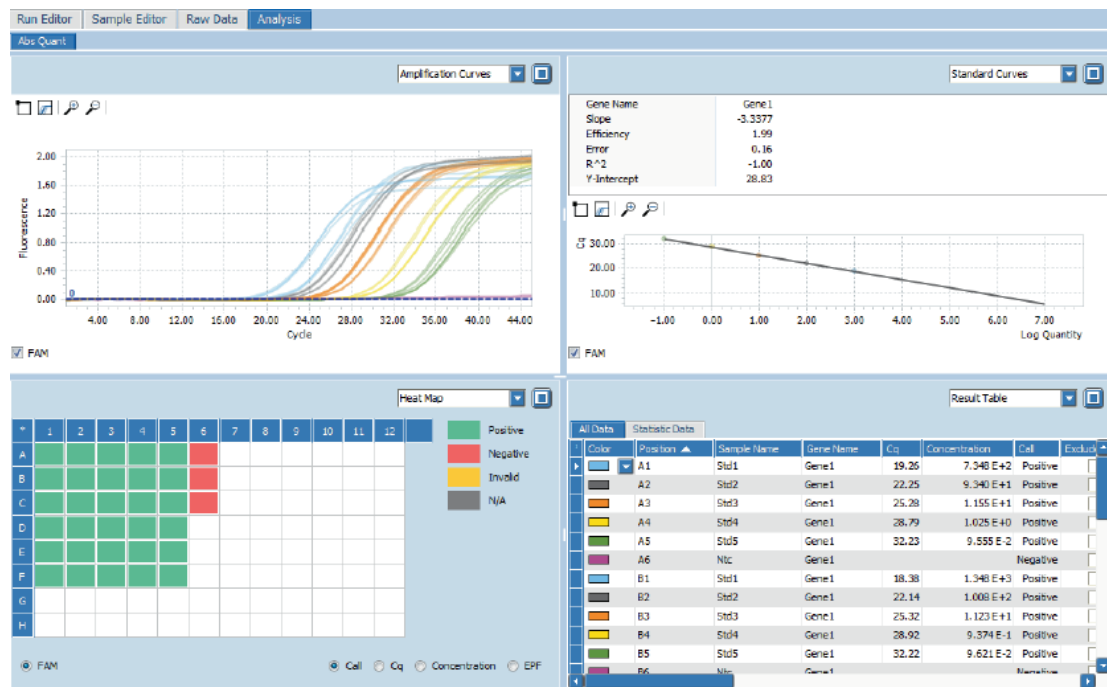 Run Editor Sample Editor Raw Data Analysis
Abs Quant
Amplification Curves
2.00
1.60
1.20
0.80
0.40
0.00
Fluorescence
0
4.00 8.00 12.00 16.00 20.00 24.00 28.00 32.00 36.00 40.00 44.00
Cycle
FAM
Standard Curves
Gene Name Gene1
Slope -3.3377
Efficiency 1.99
Error 0.16
R^2 -1.00
Y-Intercept 28.83
Cq
30.00
20.00
10.00
-1.00 0.00 1.00 2.00 3.00 4.00 5.00 6.00 7.00
Log Quantity
FAM
Heat Map
* 1 2 3 4 5 6 7 8 9 10 11 12
A
B
C
D
E
F
G
H
Positive
Negative
Invalid
N/A
FAM Call Cq Concentration EPF
Result Table
All Data Statistic Data
! Color Position Sample Name Gene Name Cq Concentration Call Exclud
A1 Std1 Gene1 19.26 7.348 E+2 Positive
A2 Std2 Gene1 22.25 9.340 E+1 Positive
A3 Std3 Gene1 25.28 1.155 E+1 Positive
A4 Std4 Gene1 28.79 1.025 E+0 Positive
A5 Std5 Gene1 32.23 9.555 E-2 Positive
A6 Ntc Gene1 Negative
B1 Std1 Gene1 18.38 1.348 E+3 Positive
B2 Std2 Gene1 22.14 1.008 E+2 Positive
B3 Std3 Gene1 25.32 1.123 E+1 Positive
B4 Std4 Gene1 28.92 9.374 E-1 Positive
B5 Std5 Gene1 32.22 9.621 E-2 Positive
B6 Ntc Gene1 Negative